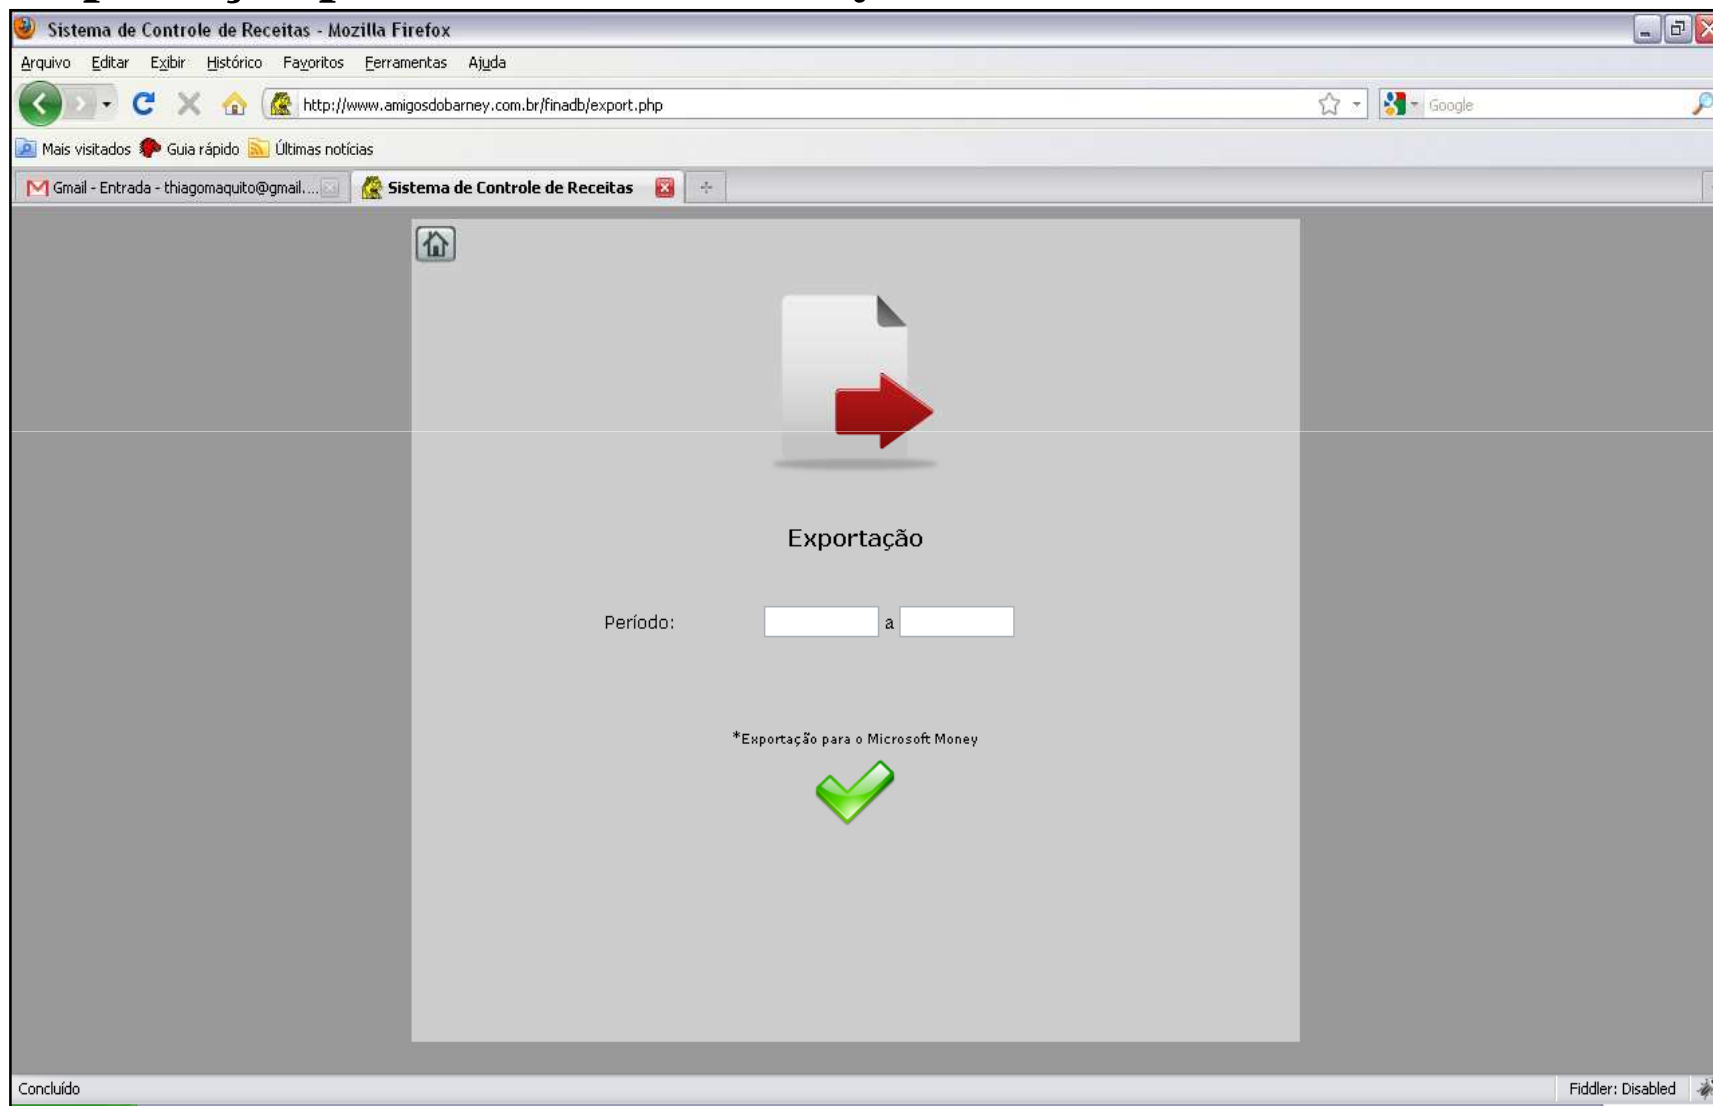 Sistema de Controle de Receitas - Mozilla Firefox
Arquivo Editar Exibir Histórico Favoritos Ferramentas Ajuda
http://www.amigosdobarney.com.br/finadb/export.php Google
Mais visitados Guia rápido Últimas notícias
Gmail - Entrada - thiagomaquito@gmail.... Sistema de Controle de Receitas
Exportação
Período: a
*Exportação para o Microsoft Money
Concluído Fiddler: Disabled